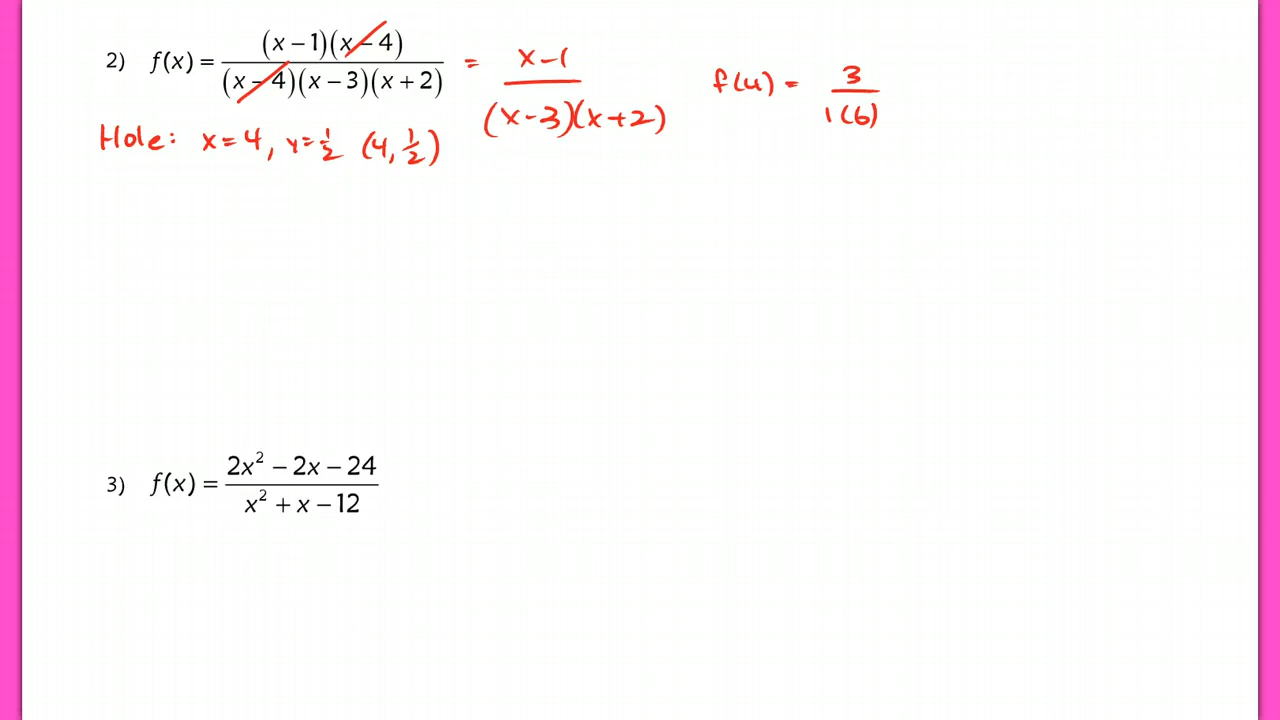 2) f(x) = (x − 1)(x − 4) / (x − 4)(x − 3)(x + 2) = x−1 / (x−3)(x+2) f(4) = 3 / 1(6)
Hole: x=4, y=1/2 (4, 1/2)
3) f(x) = 2x² − 2x − 24 / x² + x − 12